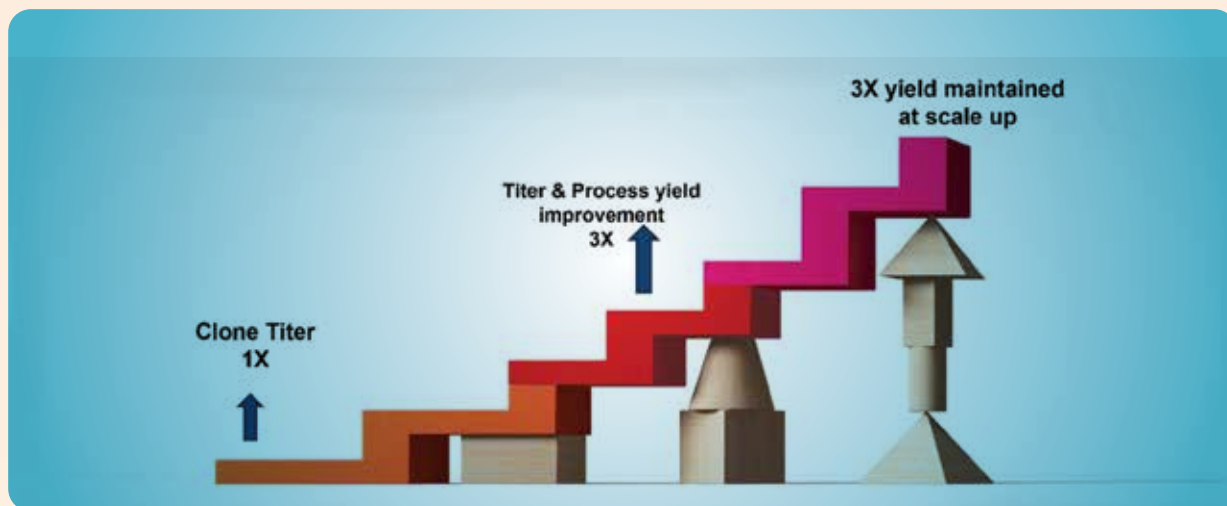 Clone Titer
1X
Titer & Process yield
improvement
3X
3X yield maintained
at scale up